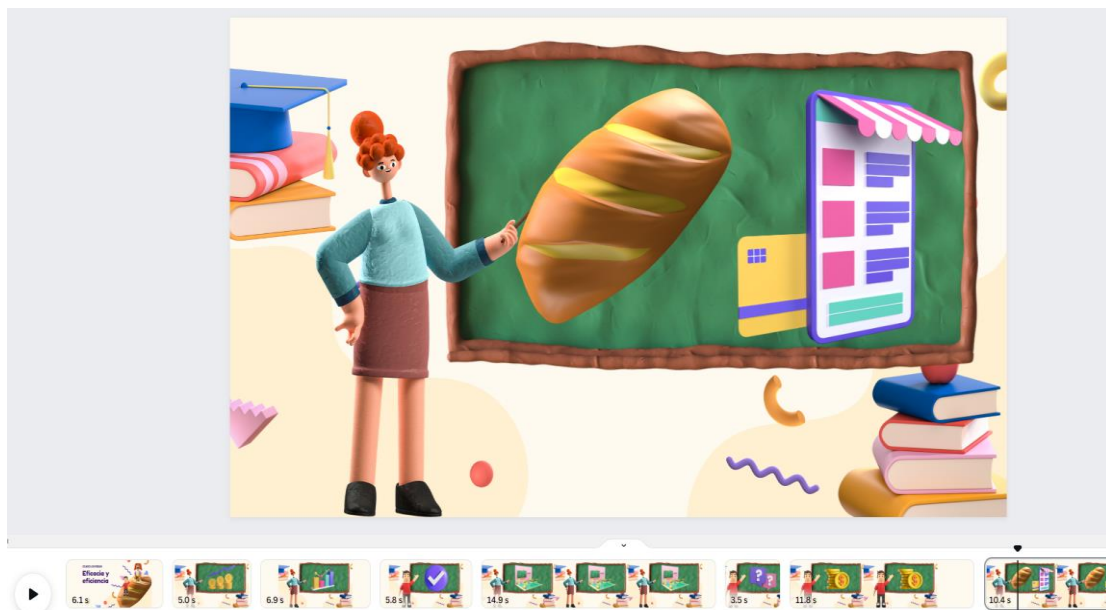 Eficacia y
eficiencia
6.1 s
5.0 s
6.9 s
5.8 s
14.9 s
3.5 s
11.8 s
10.4 s